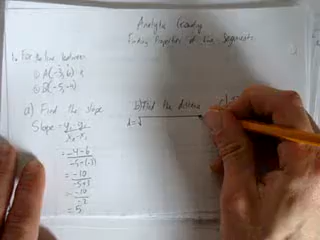 Analytic Geometry
Finding Properties of Line Segments
1. For the line between
① A(-3, 6) &
② B(-5, -4)
a) Find the slope
Slope = y₂-y₁
x₂-x₁
= -4-6
-5-(-3)
= -10
-5+3
= -10
-2
= 5
b) Find the distance
d = √